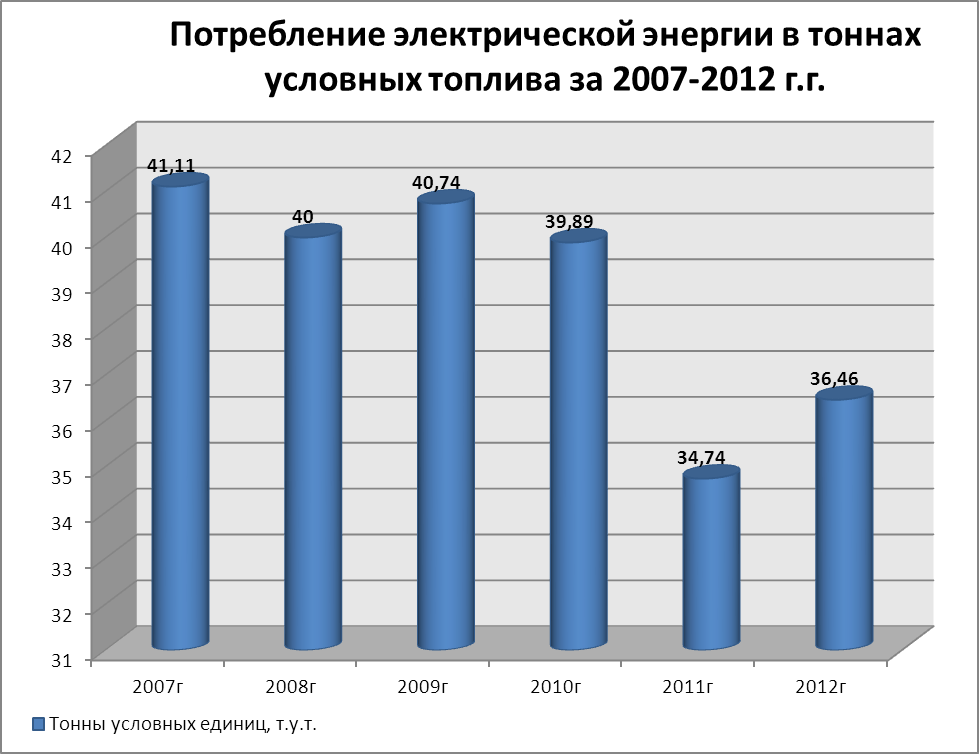 Потребление электрической энергии в тоннах
условных топлива за 2007-2012 г.г.
42
41
40
39
38
37
36
35
34
33
32
31
41,11
40
40,74
39,89
34,74
36,46
2007г
2008г
2009г
2010г
2011г
2012г
Тонны условных единиц, т.у.т.